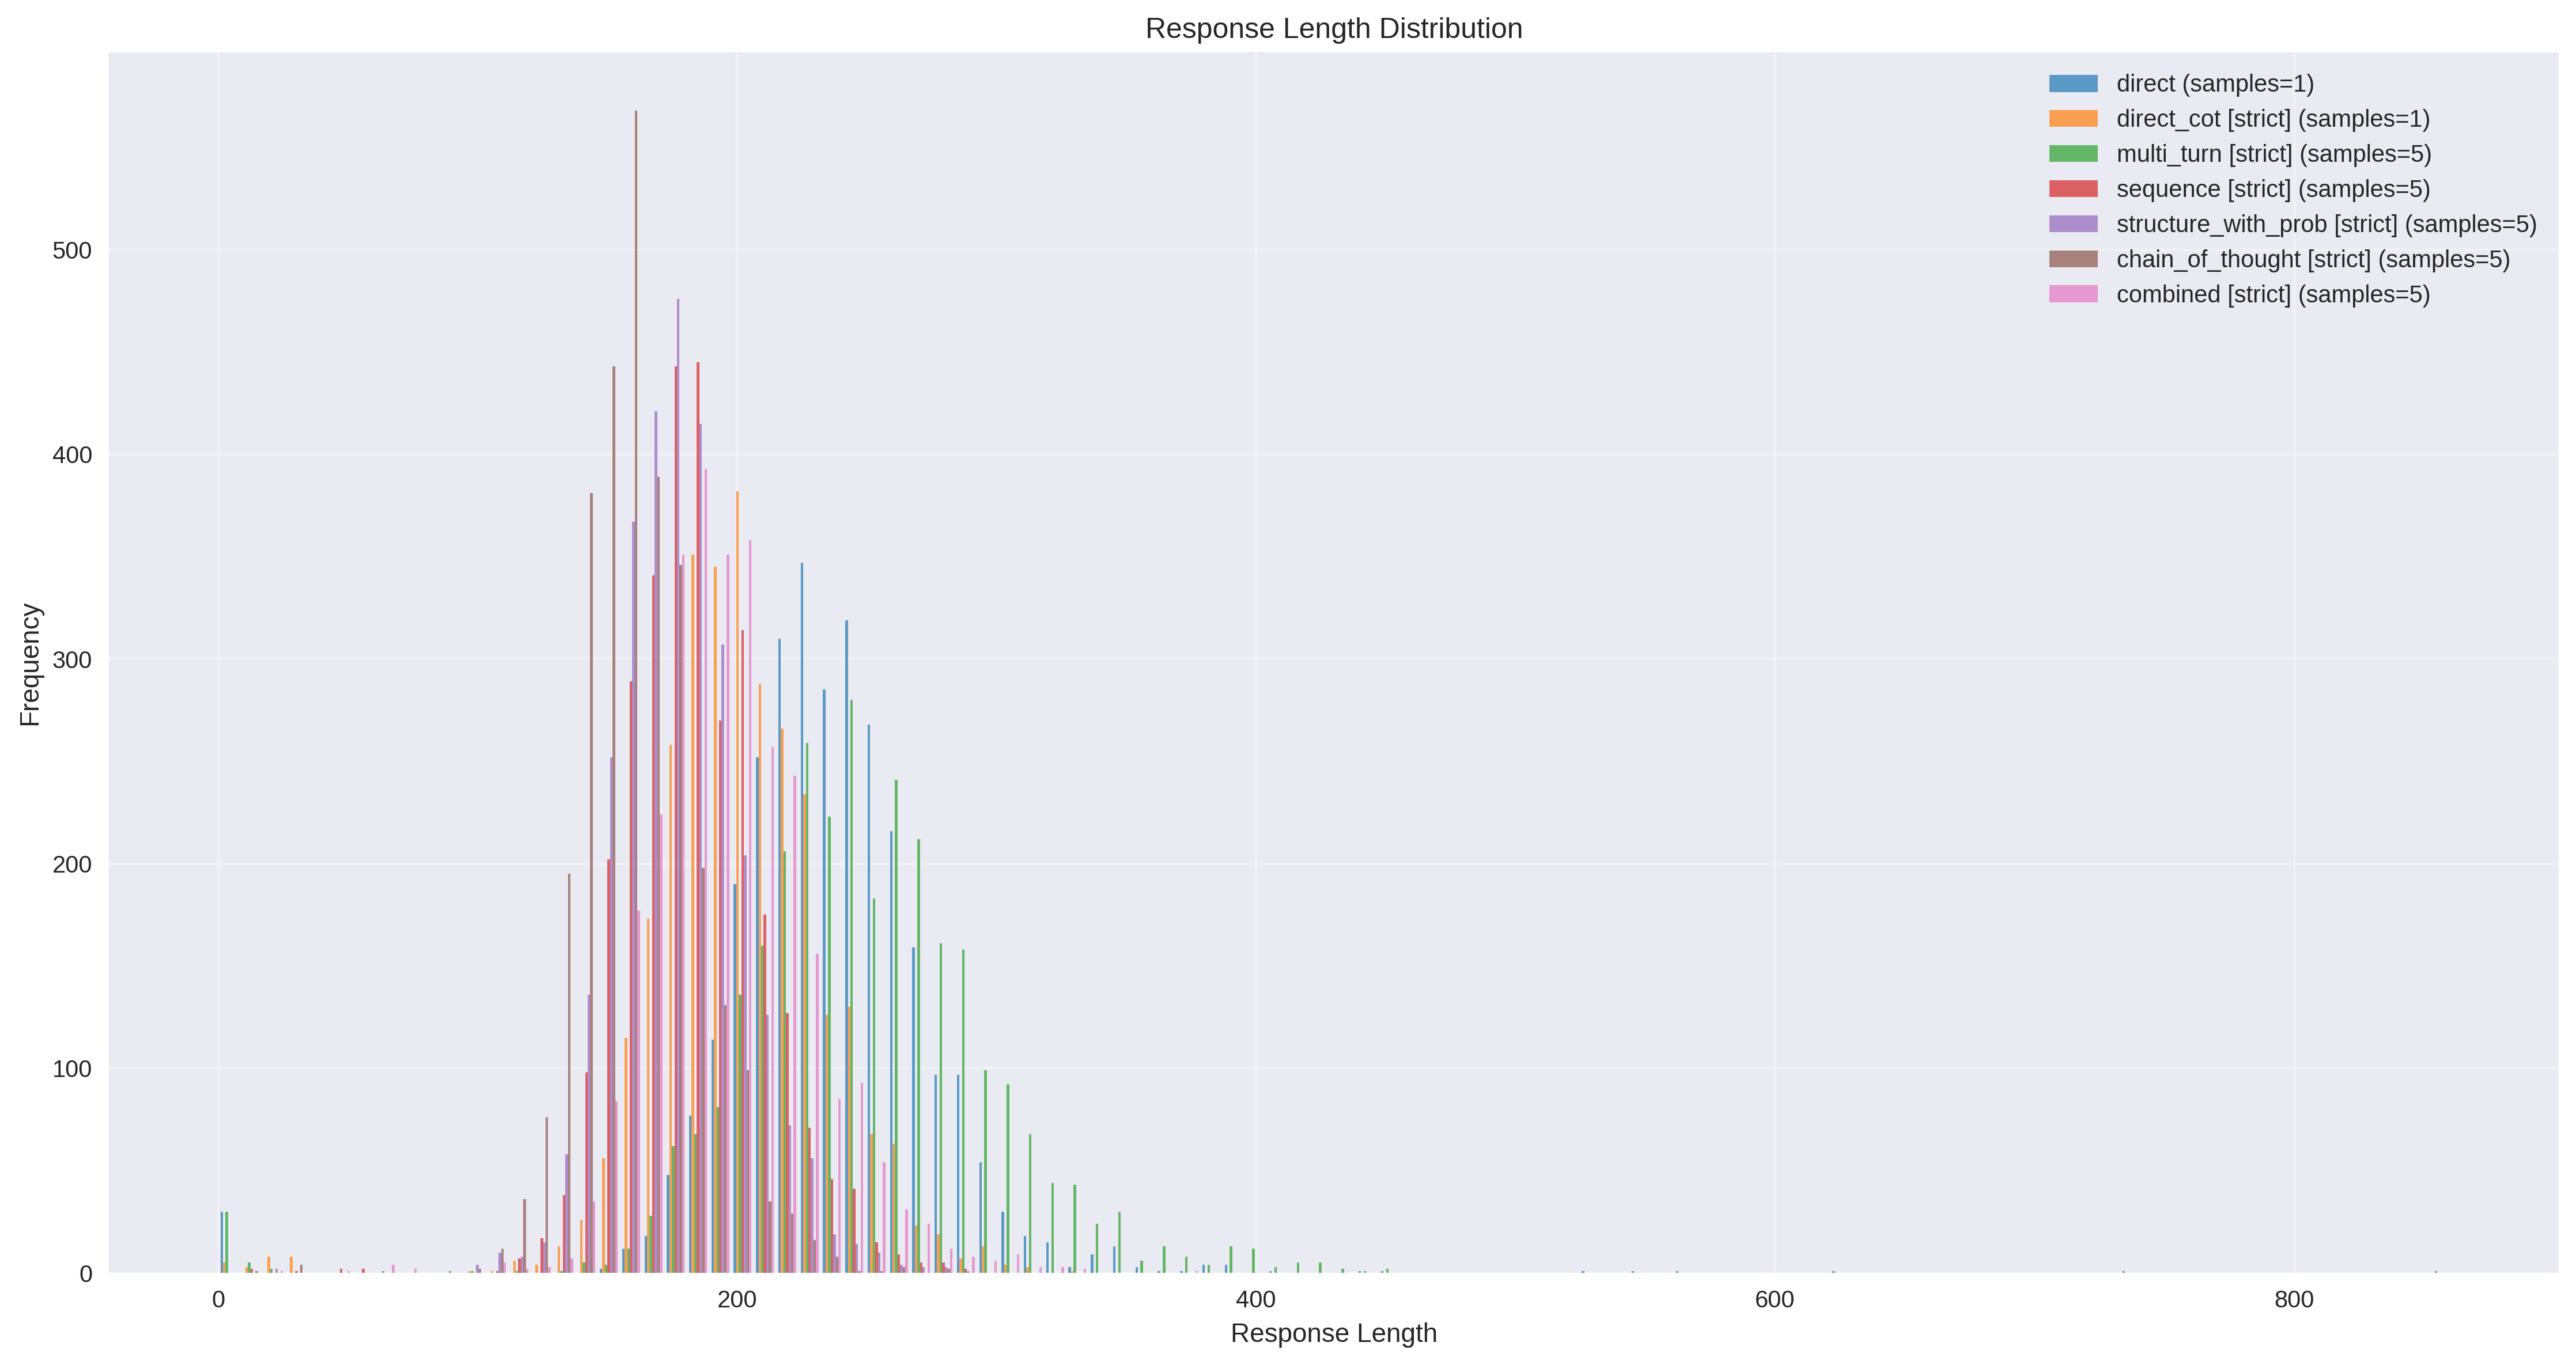 Response Length Distribution
direct (samples=1)
direct_cot [strict] (samples=1)
multi_turn [strict] (samples=5)
sequence [strict] (samples=5)
structure_with_prob [strict] (samples=5)
chain_of_thought [strict] (samples=5)
combined [strict] (samples=5)
Frequency
500
400
300
200
100
0
0 200 400 600 800
Response Length